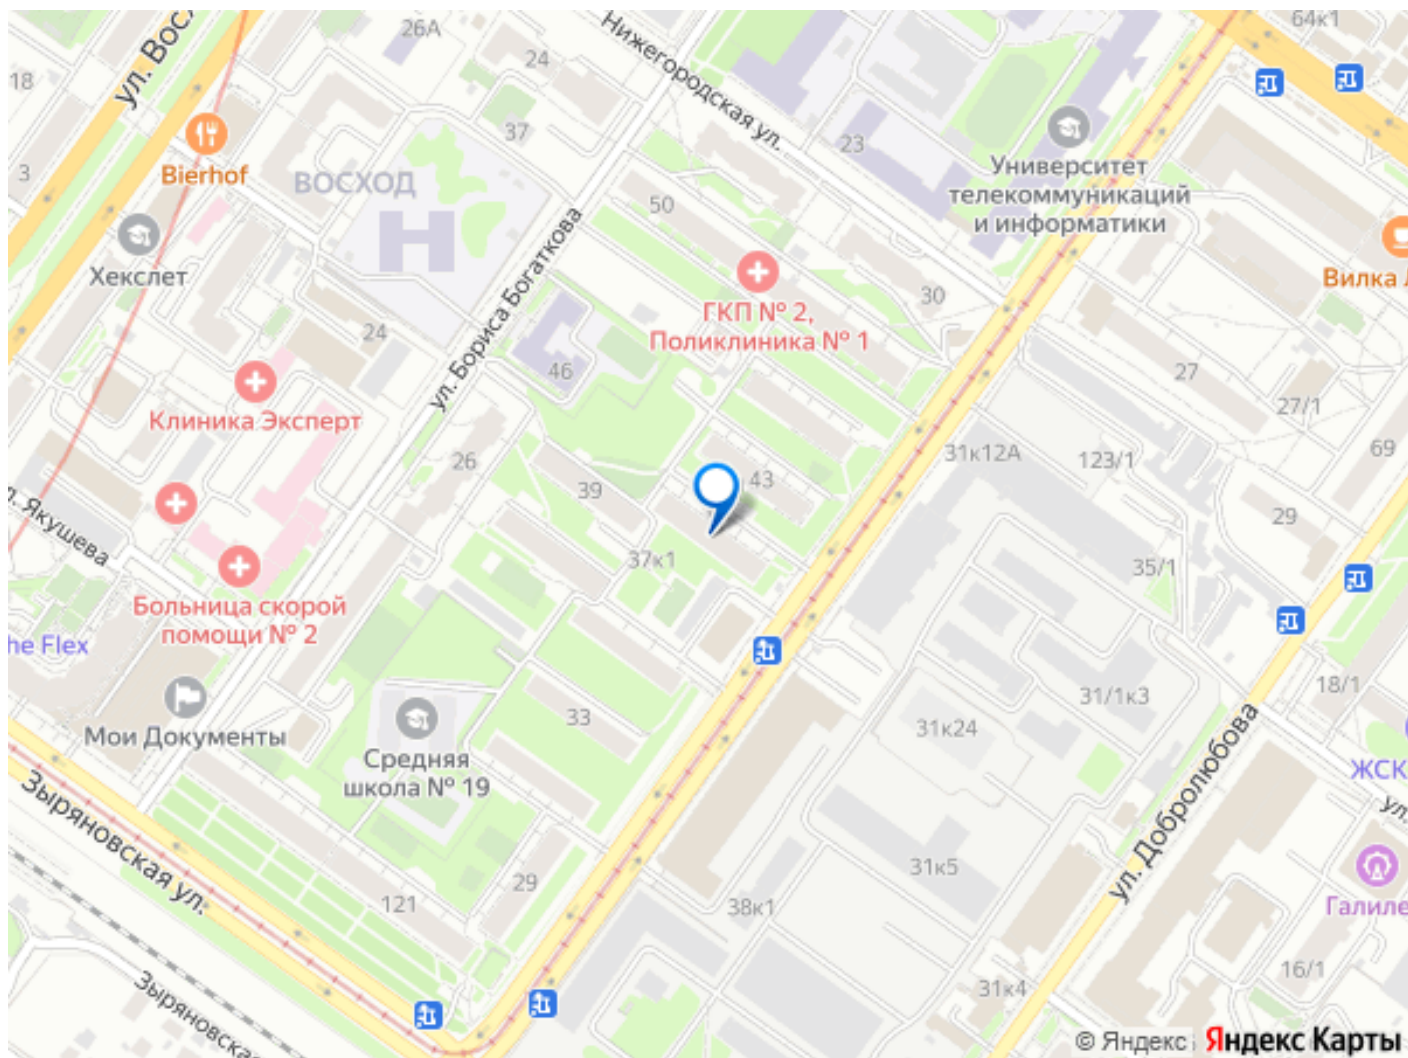 64к1
26А
Нижегородская ул.
24
ул. Восх
18
37
23
Университет
телекоммуникаций
и информатики
Bierhof
3
ВОСХОД
50
Хекслет
ул. Бориса Богаткова
30
Вилка Л
ГКП № 2,
Поликлиника № 1
24
46
27
Клиника Эксперт
27/1
69
26
31к12А
123/1
43
39
л. Якушева
29
37к1
35/1
Больница скорой
помощи № 2
he Flex
18/1
31/1к3
33
31к24
Мои Документы
Средняя
школа № 19
ул. Добролюбова
ЖСК
ул.
Зыряновская ул.
31к5
29
121
38к1
Галиле
16/1
31к4
Зыряновская
© Яндекс
Яндекс Карты